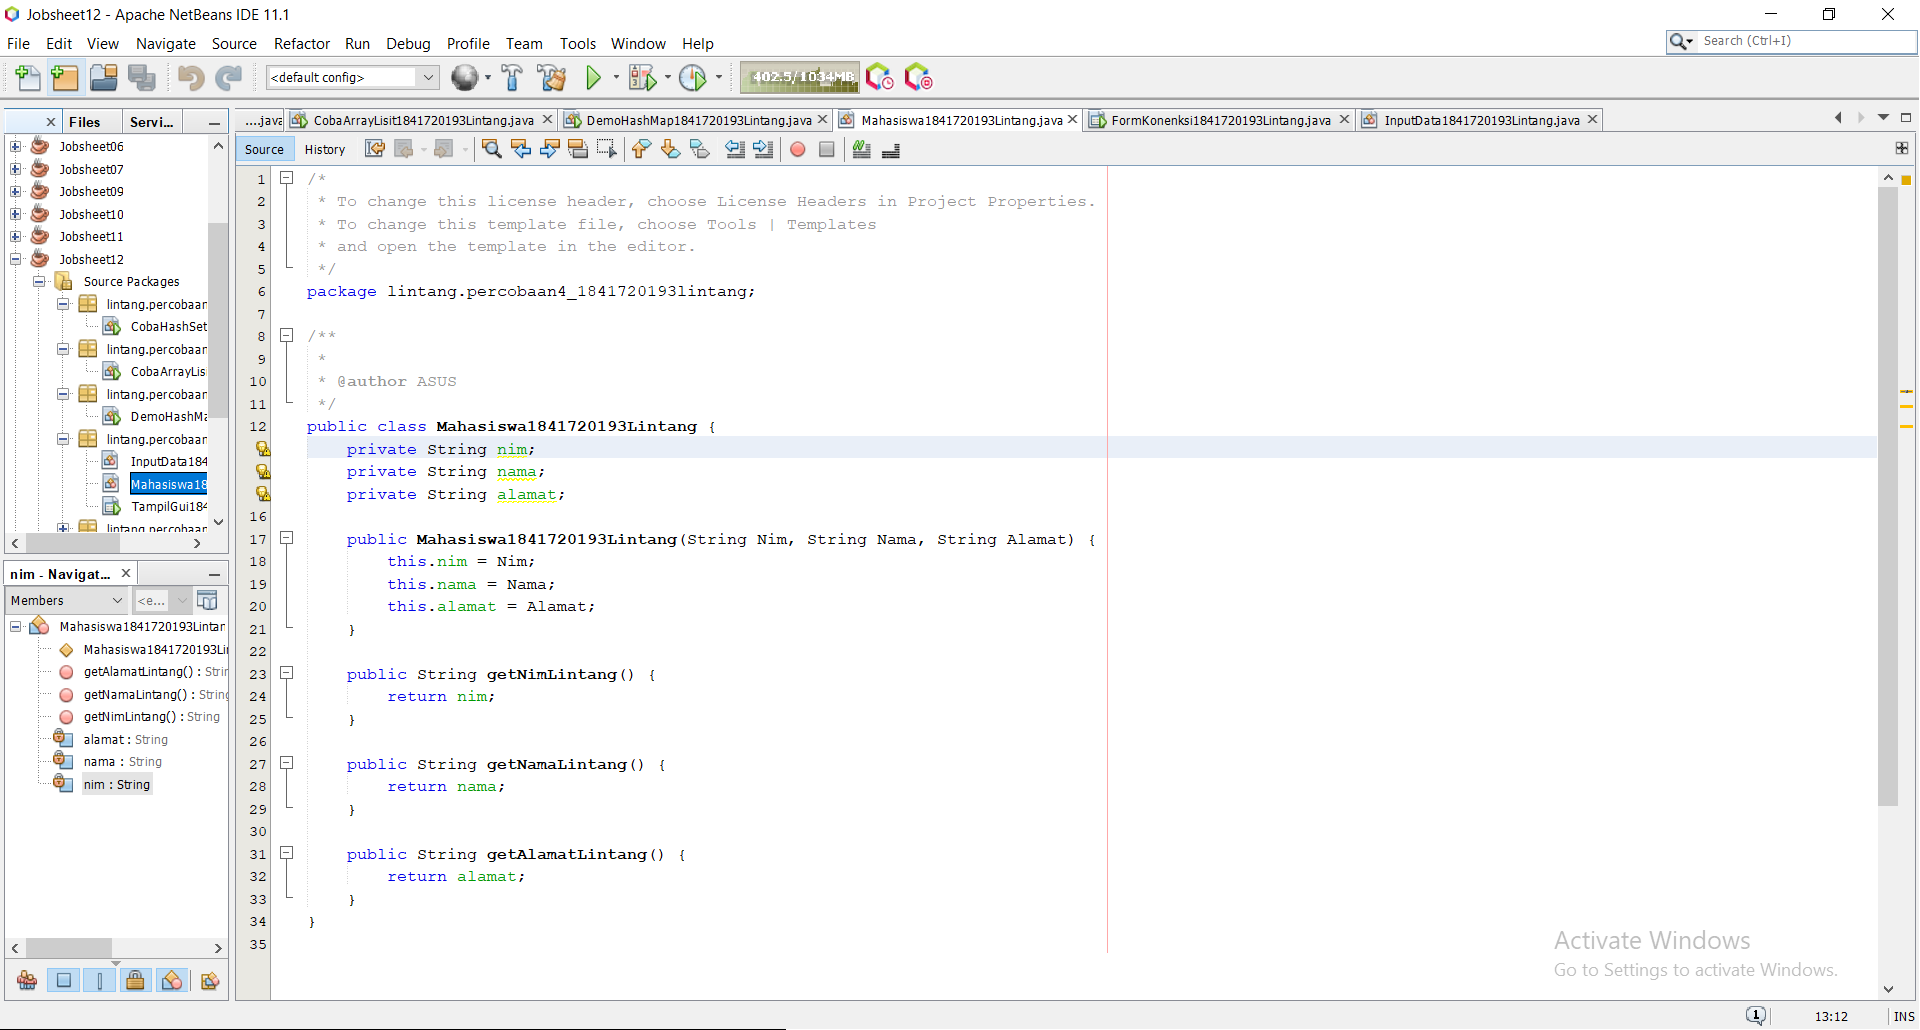 Jobsheet12 - Apache NetBeans IDE 11.1
File Edit View Navigate Source Refactor Run Debug Profile Team Tools Window Help
Search (Ctrl+I)
<default config>
402.5/1034MB
Files Servi...
....java CobaArrayLisit1841720193Lintang.java DemoHashMap1841720193Lintang.java Mahasiswa1841720193Lintang.java FormKonenksi1841720193Lintang.java InputData1841720193Lintang.java
Source History
Jobsheet06
Jobsheet07
Jobsheet09
Jobsheet10
Jobsheet11
Jobsheet12
Source Packages
lintang.percobaan
CobaHashSet
lintang.percobaan
CobaArrayLis
lintang.percobaan
DemoHashMa
lintang.percobaan
InputData184
Mahasiswa18
TampilGui184
lintang.percobaan
nim - Navigat...
Members <e...
Mahasiswa1841720193Lintan
Mahasiswa1841720193Li
getAlamatLintang() : Strin
getNamaLintang() : String
getNimLintang() : String
alamat : String
nama : String
nim : String
1 /*
2 * To change this license header, choose License Headers in Project Properties.
3 * To change this template file, choose Tools | Templates
4 * and open the template in the editor.
5 */
6 package lintang.percobaan4_1841720193lintang;
7
8 /**
9 *
10 * @author ASUS
11 */
12 public class Mahasiswa1841720193Lintang {
private String nim;
private String nama;
private String alamat;
16
17 public Mahasiswa1841720193Lintang(String Nim, String Nama, String Alamat) {
18 this.nim = Nim;
19 this.nama = Nama;
20 this.alamat = Alamat;
21 }
22
23 public String getNimLintang() {
24 return nim;
25 }
26
27 public String getNamaLintang() {
28 return nama;
29 }
30
31 public String getAlamatLintang() {
32 return alamat;
33 }
34 }
35
Activate Windows
Go to Settings to activate Windows.
1 13:12 INS